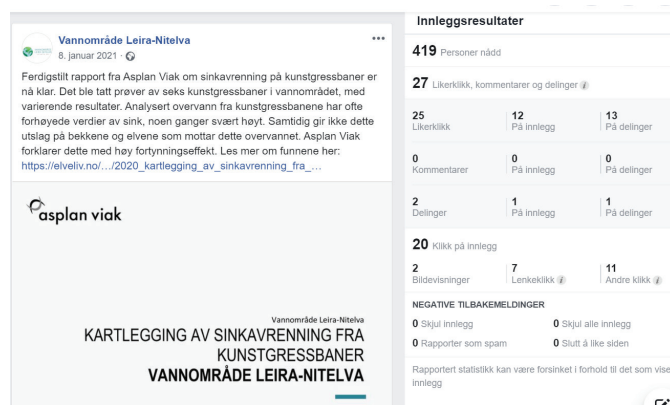 Vannområde Leira-Nitelva
8. januar 2021 ·
Ferdigstilt rapport fra Asplan Viak om sinkavrenning på kunstgressbaner er
nå klar. Det ble tatt prøver av seks kunstgressbaner i vannområdet, med
varierende resultater. Analysert overvann fra kunstgressbanene har ofte
forhøyede verdier av sink, noen ganger svært høyt. Samtidig gir ikke dette
utslag på bekkene og elvene som mottar dette overvannet. Asplan Viak
forklarer dette med høy fortynningseffekt. Les mer om funnene her:
https://elveliv.no/.../2020_kartlegging_av_sinkavrenning_fra_...
asplan viak
Vannområde Leira-Nitelva
KARTLEGGING AV SINKAVRENNING FRA
KUNSTGRESSBANER
VANNOMRÅDE LEIRA-NITELVA
Innleggsresultater
419 Personer nådd
27 Likerklikk, kommentarer og delinger
25 12 13
Likerklikk På innlegg På delinger
0 0 0
Kommentarer På innlegg På delinger
2 1 1
Delinger På innlegg På delinger
20 Klikk på innlegg
2 7 11
Bildevisninger Lenkeklikk Andre klikk
NEGATIVE TILBAKEMELDINGER
0 Skjul innlegg 0 Skjul alle innlegg
0 Rapporter som spam 0 Slutt å like siden
Rapportert statistikk kan være forsinket i forhold til det som vise
innlegg